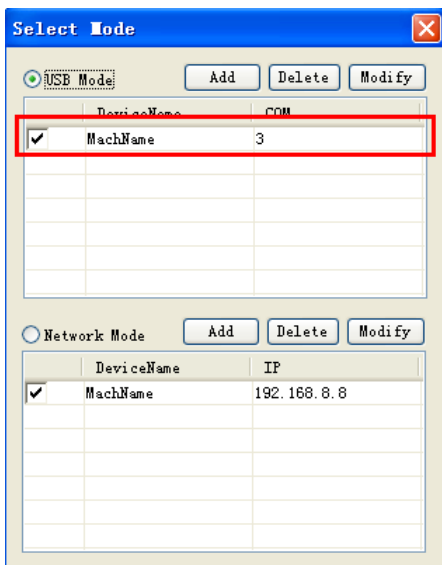 Select Mode
USB Mode Add Delete Modify
DeviceName COM
MachName 3
Network Mode Add Delete Modify
DeviceName IP
MachName 192.168.8.8